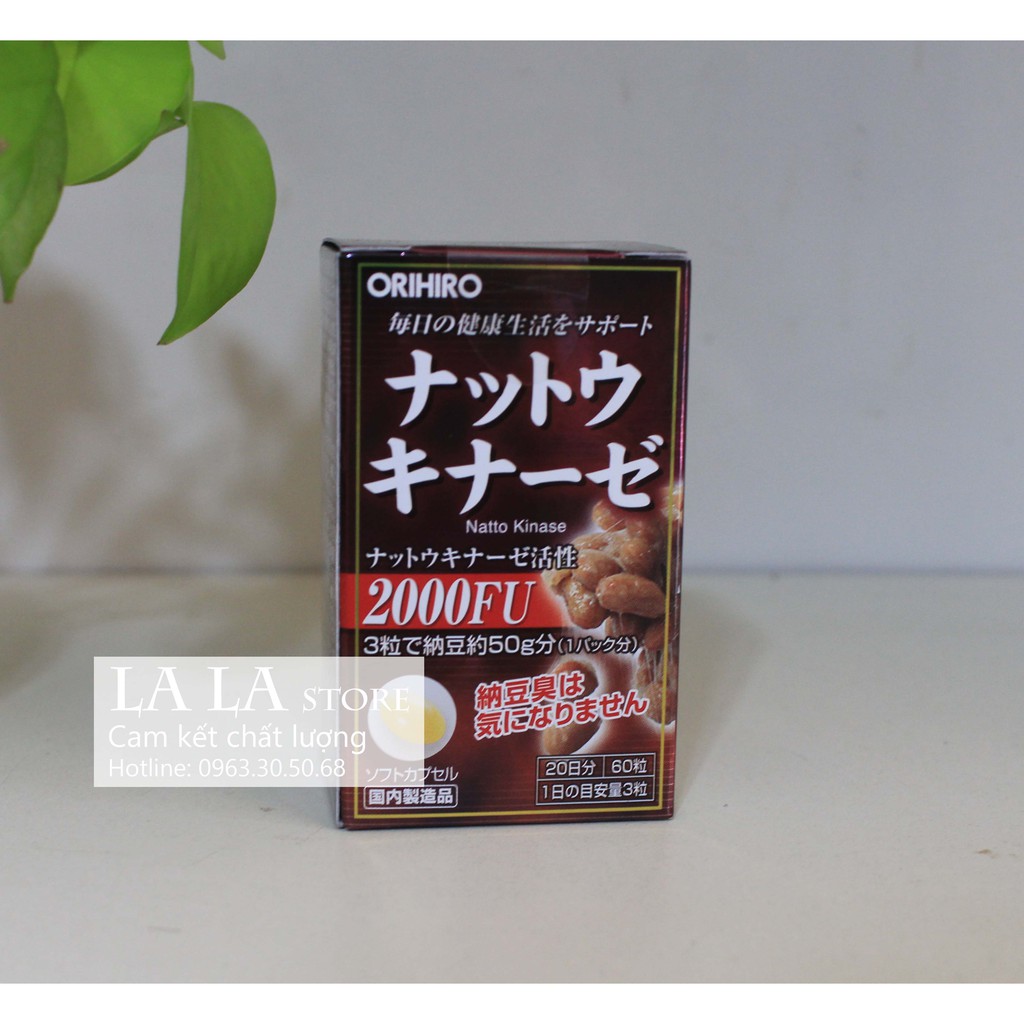 ORIHIRO
毎日の健康生活をサポート
ナットウ
キナーゼ
Natto Kinase
ナットウキナーゼ活性
2000FU
3粒で納豆約50g分(1パック分)
納豆臭は
気になりません
ソフトカプセル
国内製造品
20日分 60粒
1日の目安量3粒
LA LA STORE
Cam kết chất lượng
Hotline: 0963.30.50.68